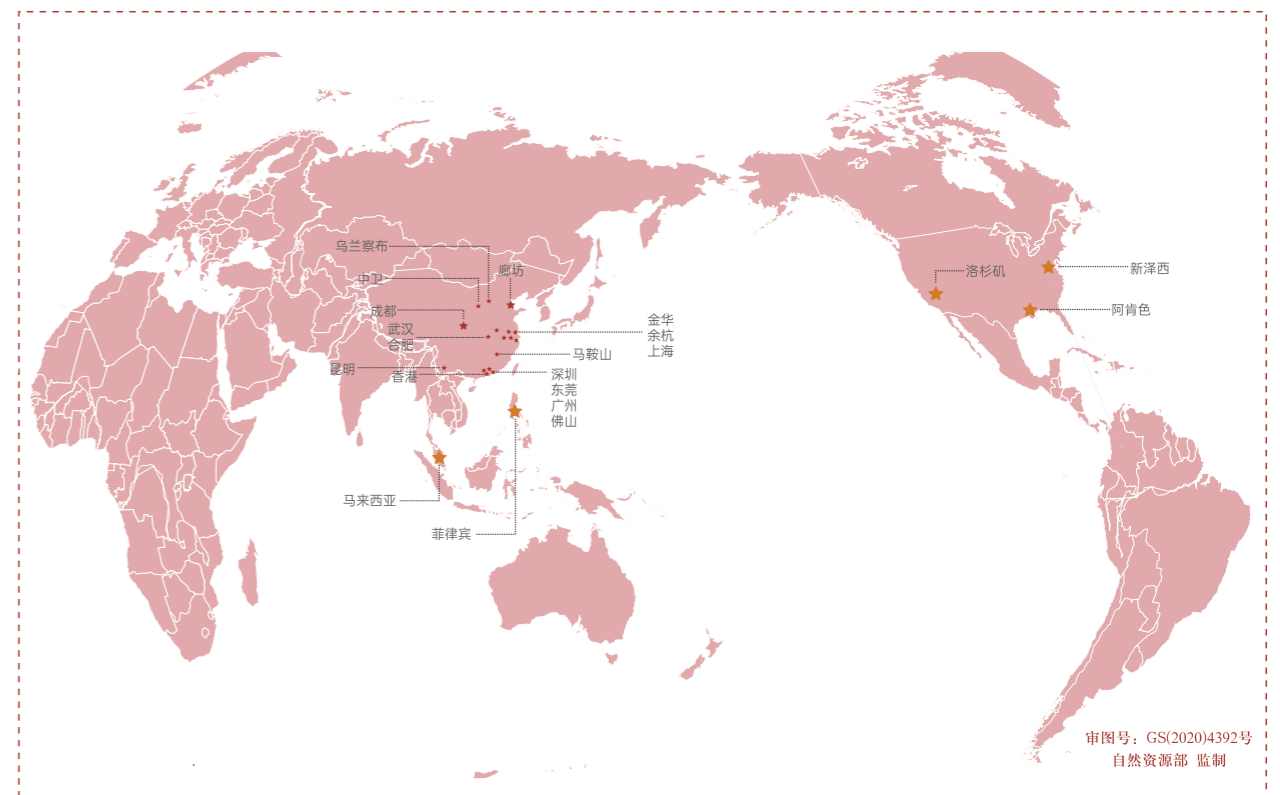 乌兰察布
廊坊
洛杉矶
新泽西
中卫
成都
阿肯色
武汉
合肥
金华
余杭
上海
马鞍山
昆明
香港
深圳
东莞
广州
佛山
马来西亚
菲律宾
审图号：GS(2020)4392号
自然资源部 监制